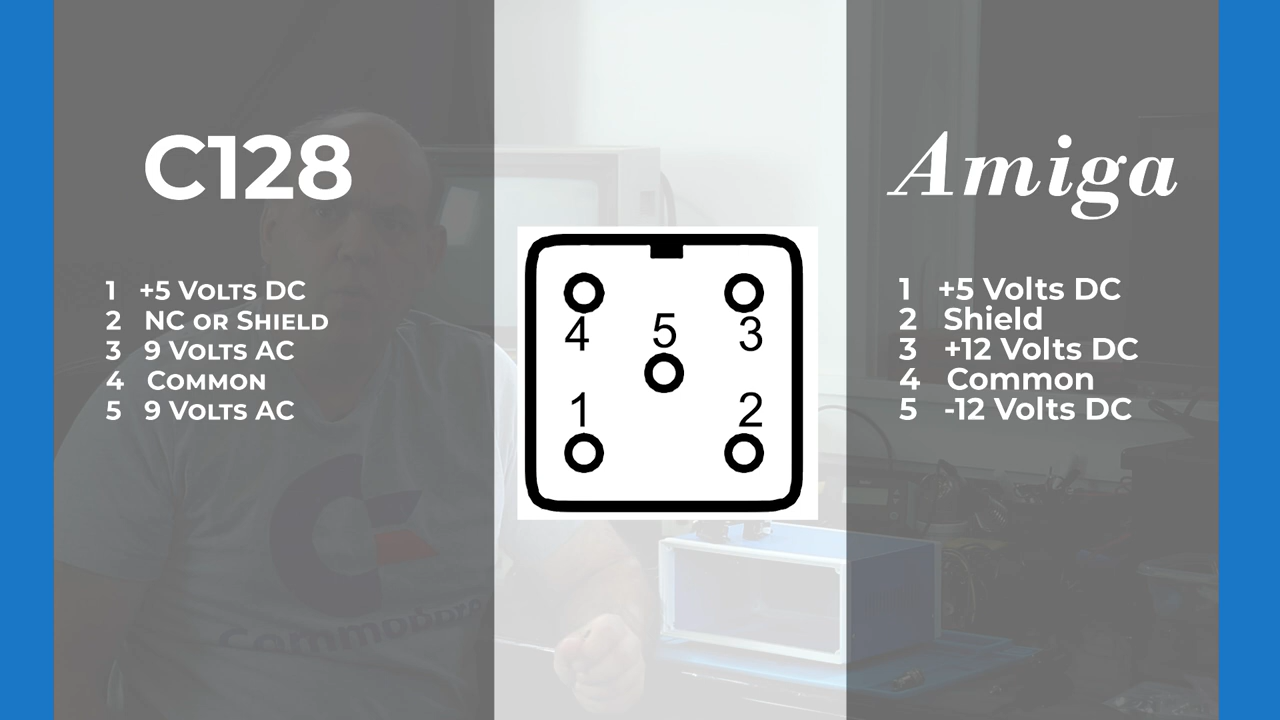 C128
1 +5 Volts DC
2 NC or Shield
3 9 Volts AC
4 Common
5 9 Volts AC
4 5 3
1 2
Amiga
1 +5 Volts DC
2 Shield
3 +12 Volts DC
4 Common
5 -12 Volts DC
Commodore